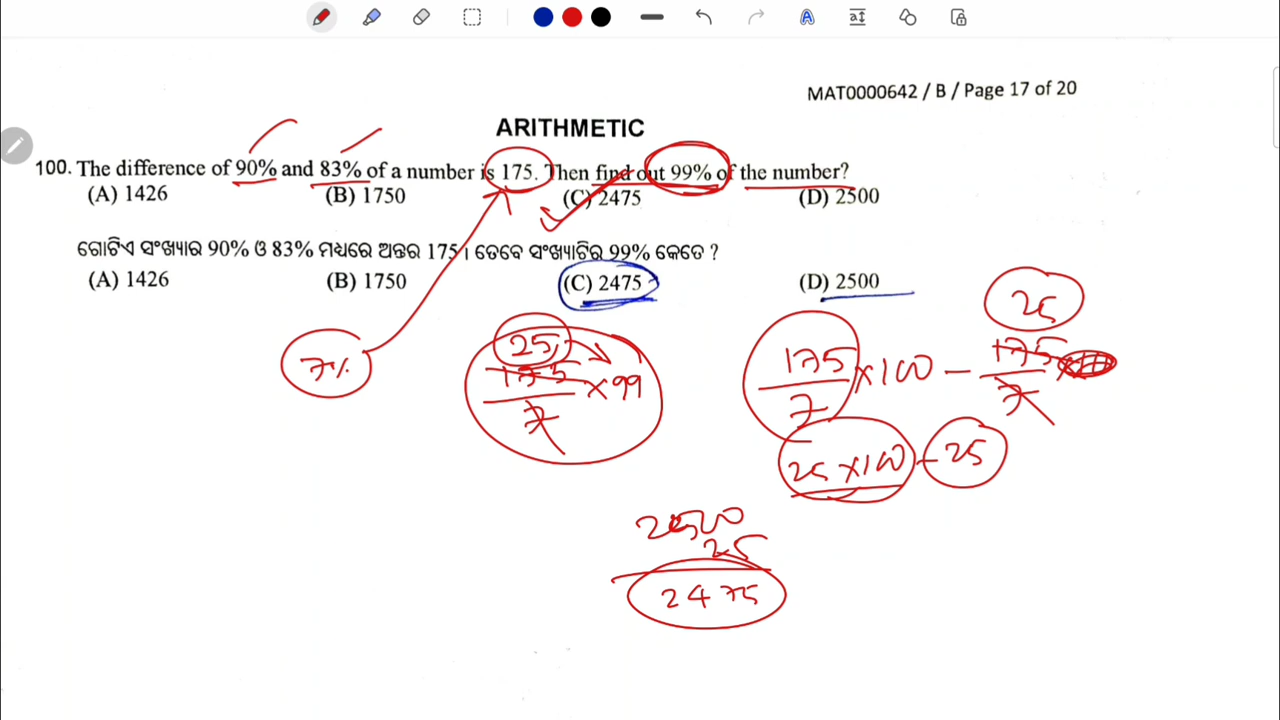 MAT0000642 / B / Page 17 of 20
ARITHMETIC
100. The difference of 90% and 83% of a number is 175. Then find out 99% of the number?
(A) 1426 (B) 1750 (C) 2475 (D) 2500
ଗୋଟିଏ ସଂଖ୍ୟାର 90% ଓ 83% ମଧ୍ୟରେ ଅନ୍ତର 175। ତେବେ ସଂଖ୍ୟାଟିର 99% କେତେ ?
(A) 1426 (B) 1750 (C) 2475 (D) 2500
7%
25
175
7
×99
175
7
×100 −
25
175
7
25 ×100 − 25
2500
25
2475